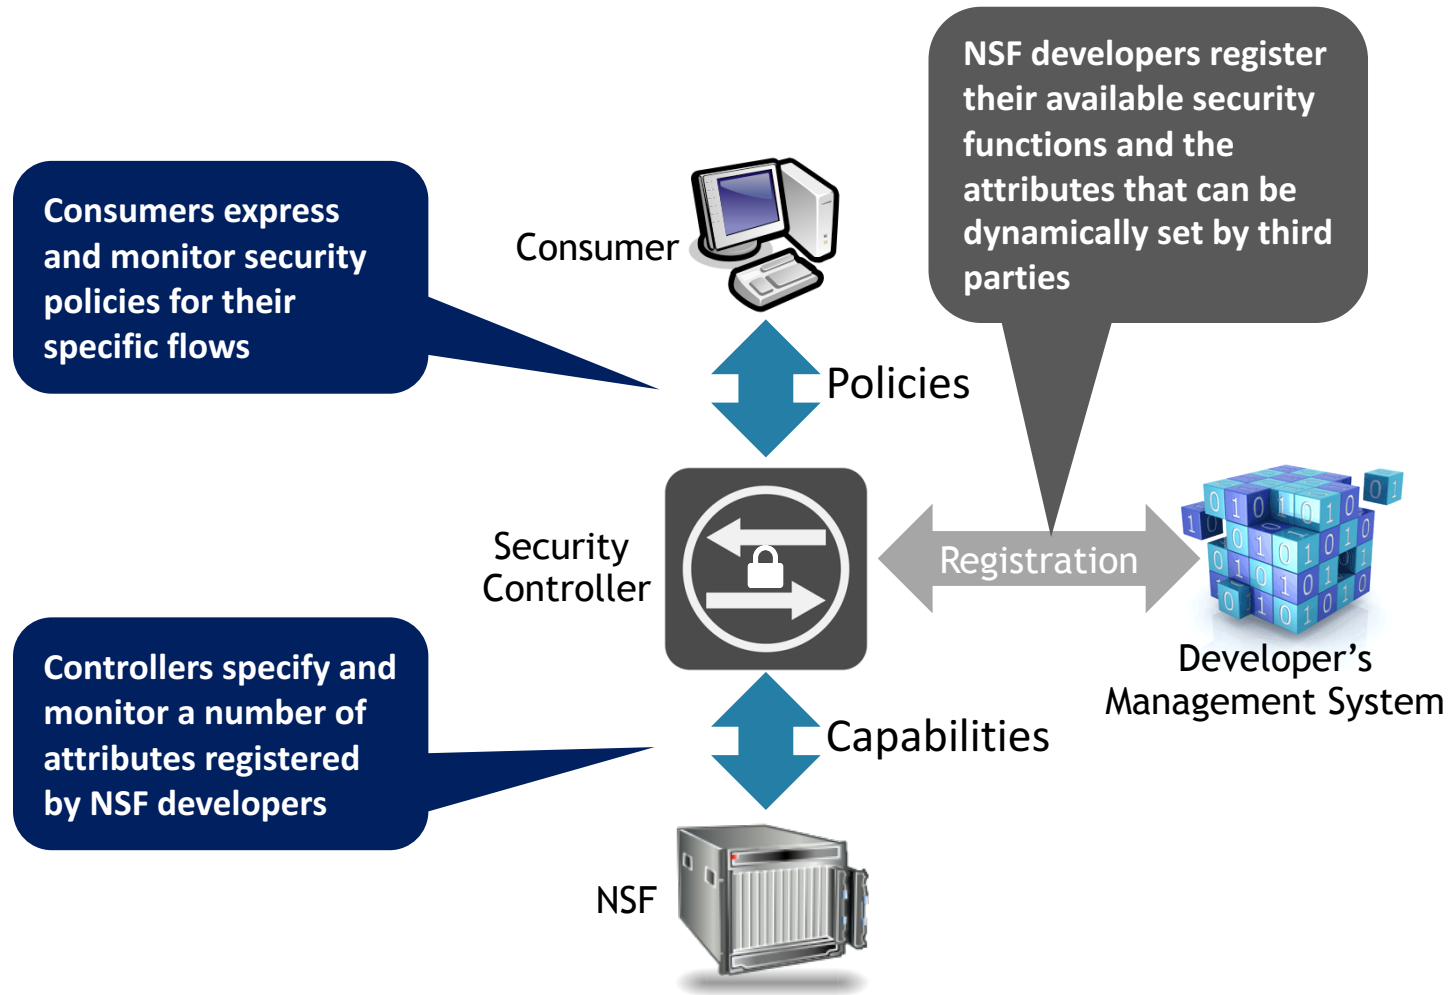 NSF developers register
their available security
functions and the
attributes that can be
dynamically set by third
parties
Consumers express
and monitor security
policies for their
specific flows
Consumer
Policies
Security
Controller
Registration
Developer’s
Management System
Controllers specify and
monitor a number of
attributes registered
by NSF developers
Capabilities
NSF